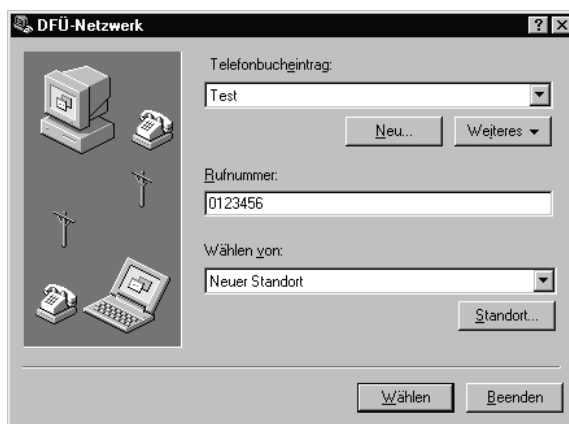 DFÜ-Netzwerk
Telefonbucheintrag:
Test
Neu... Weiteres
Rufnummer:
0123456
Wählen von:
Neuer Standort
Standort...
Wählen Beenden